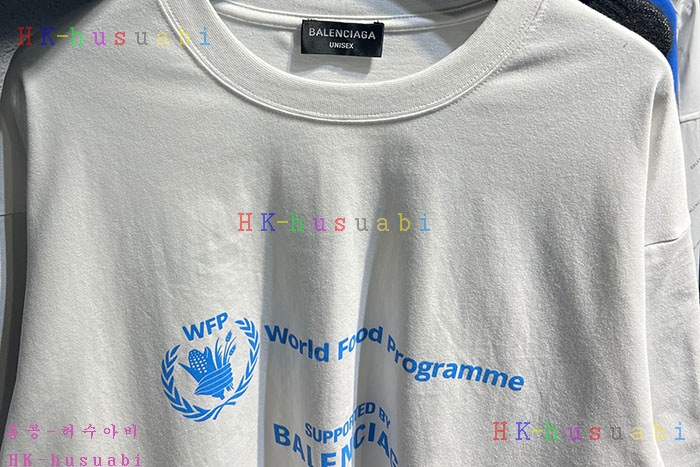 HK-husuabi
BALENCIAGA
UNISEX
HK-husuabi
WFP
World Food Programme
SUPPORTED BY
BALENCIAG
홍콩-허수아비
HK-husuabi
HK-husuabi